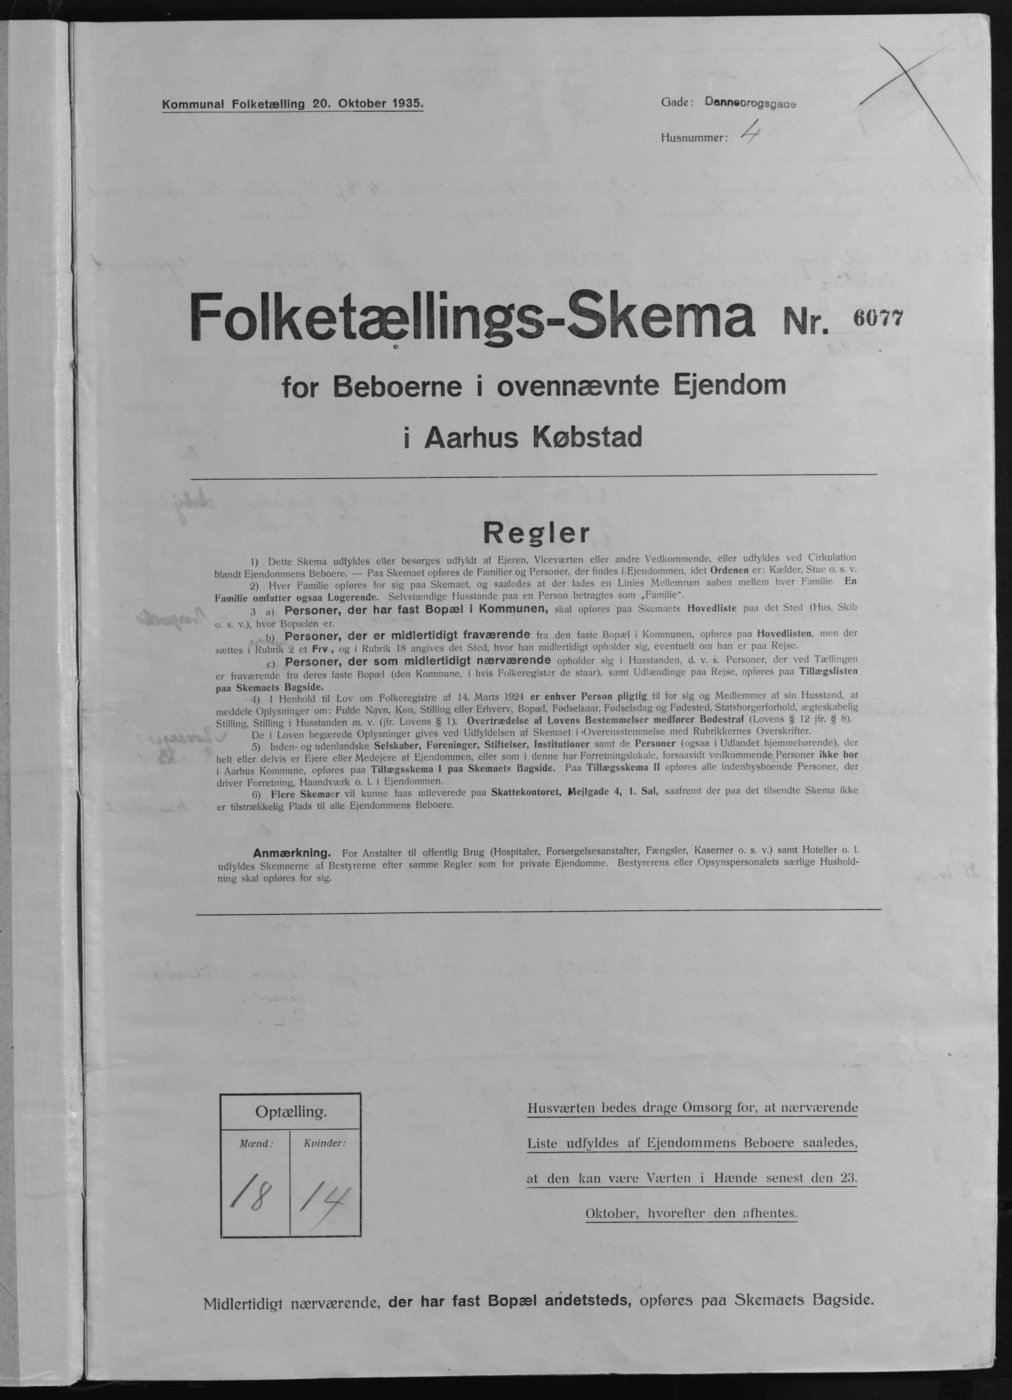 Kommunal Folketælling 20. Oktober 1935.
Gade: Dannebrogsgade
Husnummer: 4
Folketællings-Skema Nr. 6077
for Beboerne i ovennævnte Ejendom
i Aarhus Købstad
Regler
1) Dette Skema udfyldes eller besørges udfyldt af Ejeren, Viceværten eller andre Vedkommende, eller udfyldes ved Cirkulation
blandt Ejendommens Beboere. — Paa Skemaet opføres de Familier og Personer, der findes i Ejendommen, idet Ordenen er: Kælder, Stue o. s. v.
2) Hver Familie opføres for sig paa Skemaet, og saaledes at der lades en Linies Mellemrum aaben mellem hver Familie. En
Familie omfatter ogsaa Logerende. Selvstændige Husstande paa en Person betragtes som „Familie“.
3 a) Personer, der har fast Bopæl i Kommunen, skal opføres paa Skemaets Hovedliste paa det Sted (Hus, Skib
o. s. v.), hvor Bopælen er.
b) Personer, der er midlertidigt fraværende fra den faste Bopæl i Kommunen, opføres paa Hovedlisten, men der
sættes i Rubrik 2 et Frv., og i Rubrik 18 angives det Sted, hvor han midlertidigt opholder sig, eventuelt om han er paa Rejse.
c) Personer, der som midlertidigt nærværende opholder sig i Husstanden, d. v. s. Personer, der ved Tællingen
er fraværende fra deres faste Bopæl (den Kommune, i hvis Folkeregister de staar), samt Udlændinge paa Rejse, opføres paa Tillægslisten
paa Skemaets Bagside.
4) I Henhold til Lov om Folkeregistre af 14. Marts 1924 er enhver Person pligtig til for sig og Medlemmer af sin Husstand, at
meddele Oplysninger om: Fulde Navn, Køn, Stilling eller Erhverv, Bopæl, Fødselsaar, Fødselsdag og Fødested, Statsborgerforhold, ægteskabelig
Stilling, Stilling i Husstanden m. v. (jfr. Lovens § 1). Overtrædelse af Lovens Bestemmelser medfører Bødestraf (Lovens § 12 jfr. § 8).
De i Loven begærede Oplysninger gives ved Udfyldelsen af Skemaet i Overensstemmelse med Rubrikkernes Overskrifter.
5) Inden- og udenlandske Selskaber, Foreninger, Stiftelser, Institutioner samt de Personer (ogsaa i Udlandet hjemmehørende), der
helt eller delvis er Ejere eller Medejere af Ejendommen, eller som i denne har Forretningslokale, forsaavidt vedkommende Personer ikke bor
i Aarhus Kommune, opføres paa Tillægsskema I paa Skemaets Bagside. Paa Tillægsskema II opføres alle indenbysboende Personer, der
driver Forretning, Haandværk o. l. i Ejendommen.
6) Flere Skemaer vil kunne faas udleverede paa Skattekontoret, Mejlgade 4, 1. Sal, saafremt der paa det tilsendte Skema ikke
er tilstrækkelig Plads til alle Ejendommens Beboere.
Anmærkning. For Anstalter til offentlig Brug (Hospitaler, Forsørgelsesanstalter, Fængsler, Kaserner o. s. v.) samt Hoteller o. l.
udfyldes Skemaerne af Bestyrerne efter samme Regler som for private Ejendomme. Bestyrerens eller Opsynspersonalets særlige Hushold-
ning skal opføres for sig.
Optælling.
Mænd: Kvinder:
18 14
Husværten bedes drage Omsorg for, at nærværende
Liste udfyldes af Ejendommens Beboere saaledes,
at den kan være Værten i Hænde senest den 23.
Oktober, hvorefter den afhentes.
Midlertidigt nærværende, der har fast Bopæl andetsteds, opføres paa Skemaets Bagside.